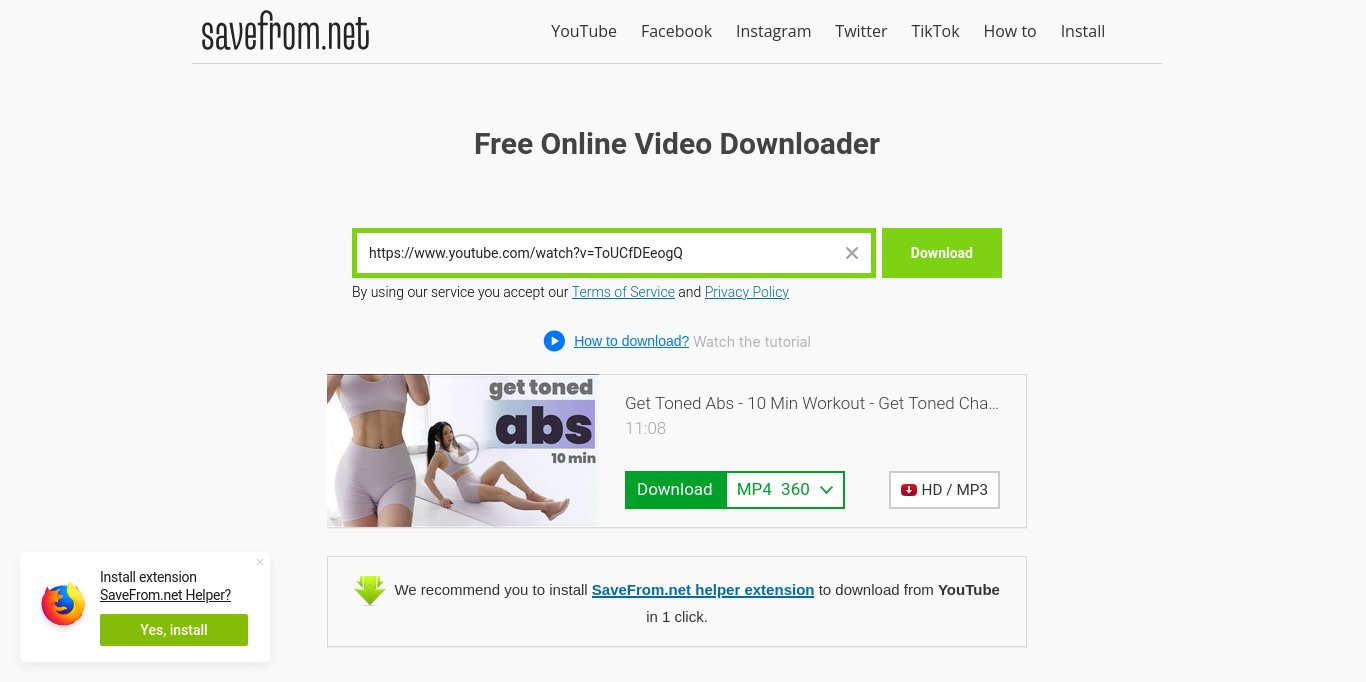 savefrom.net
YouTube Facebook Instagram Twitter TikTok How to Install
Free Online Video Downloader
https://www.youtube.com/watch?v=ToUCfDEeogQ
Download
By using our service you accept our Terms of Service and Privacy Policy
How to download? Watch the tutorial
get toned
abs
10 min
Get Toned Abs - 10 Min Workout - Get Toned Cha...
11:08
Download MP4 360
HD / MP3
We recommend you to install SaveFrom.net helper extension to download from YouTube
in 1 click.
Install extension
SaveFrom.net Helper?
Yes, install